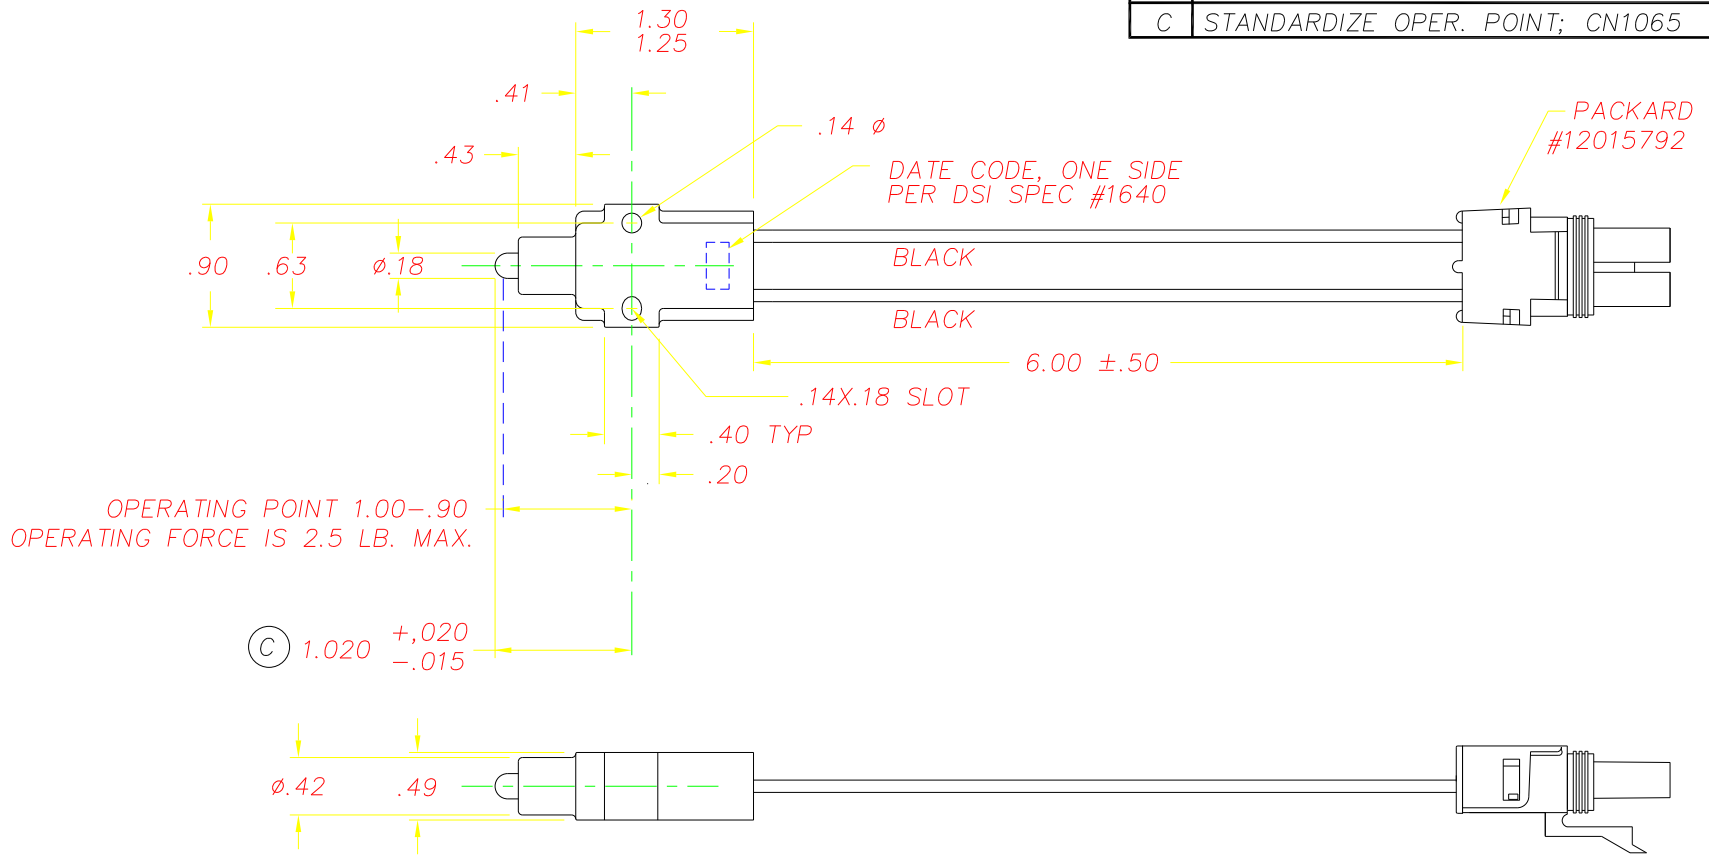 C STANDARDIZE OPER. POINT; CN1065
1.30
1.25
.41
.43
.14 ø
PACKARD
#12015792
DATE CODE, ONE SIDE
PER DSI SPEC #1640
.90
.63
ø.18
BLACK
BLACK
6.00 ±.50
.14X.18 SLOT
.40 TYP
.20
OPERATING POINT 1.00-.90
OPERATING FORCE IS 2.5 LB. MAX.
C 1.020 +,020
-.015
ø.42
.49